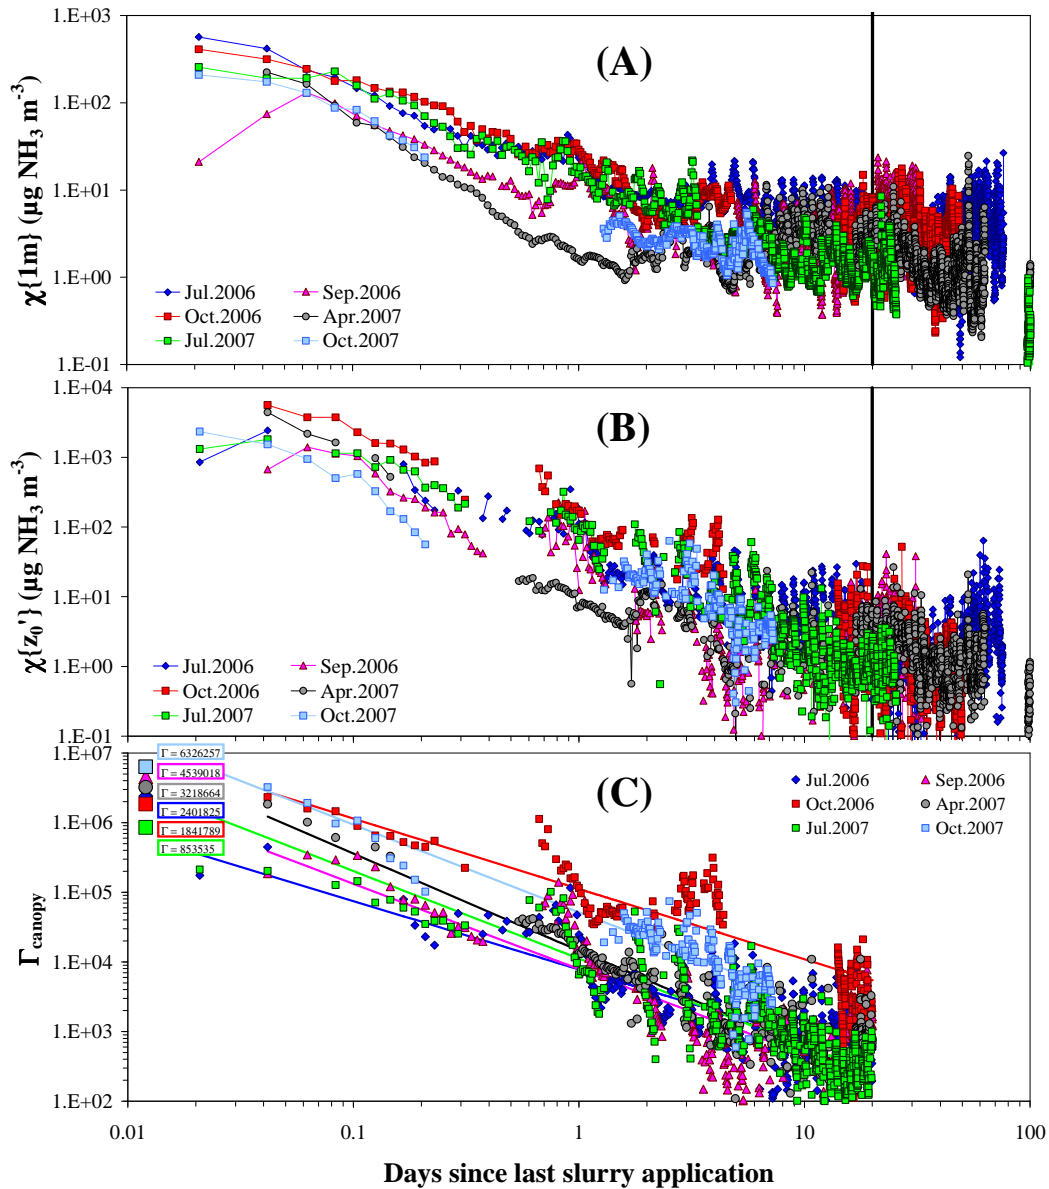 1.E+03
(A)
1.E+02
1.E+01
1.E+00
1.E-01
χ{1m} (µg NH3 m-3)
Jul.2006 Sep.2006
Oct.2006 Apr.2007
Jul.2007 Oct.2007
1.E+04
(B)
1.E+03
1.E+02
1.E+01
1.E+00
1.E-01
χ{z0'} (µg NH3 m-3)
Jul.2006 Sep.2006
Oct.2006 Apr.2007
Jul.2007 Oct.2007
1.E+07
Γ = 6326257
Γ = 4539018
Γ = 3218664
Γ = 2401825
Γ = 1841789
Γ = 853535
(C)
Jul.2006 Sep.2006
Oct.2006 Apr.2007
Jul.2007 Oct.2007
1.E+06
1.E+05
1.E+04
1.E+03
1.E+02
Γcanopy
0.01 0.1 1 10 100
Days since last slurry application